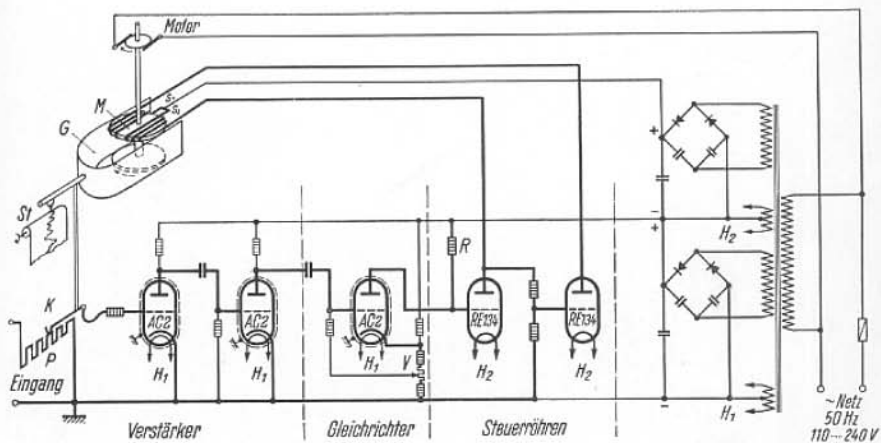 Motor
M
S₁
S₂
G
St
K
P
R
V
AC2
AC2
AC2
RE134
RE134
H₁
H₁
H₁
H₂
H₂
H₂
H₁
+
−
+
−
Eingang
Verstärker
Gleichrichter
Steuerröhren
~Netz
50 Hz
110---240 V